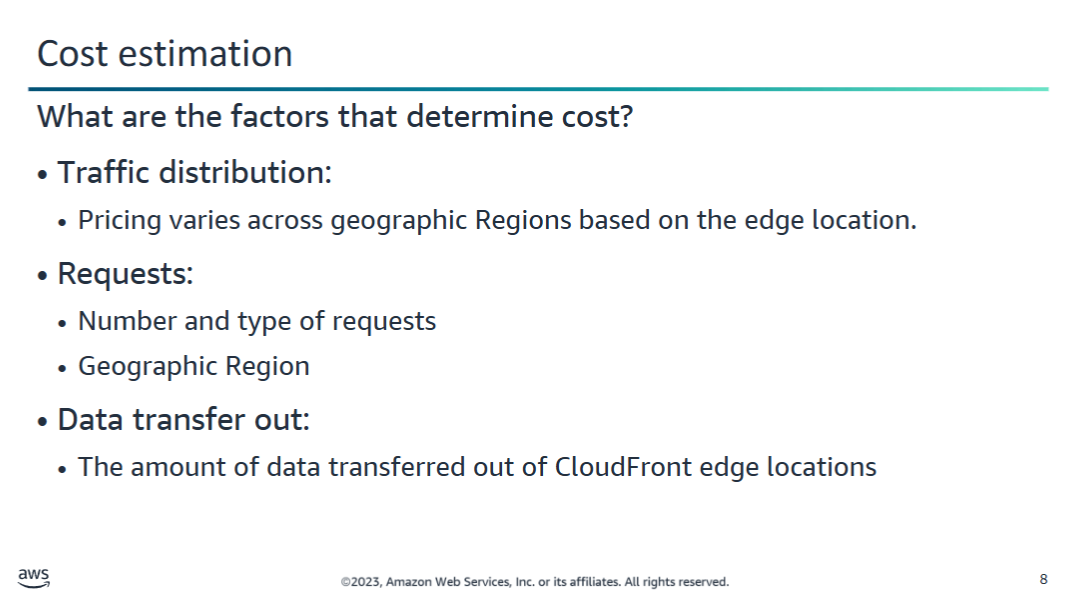 Cost estimation
What are the factors that determine cost?
• Traffic distribution:
• Pricing varies across geographic Regions based on the edge location.
• Requests:
• Number and type of requests
• Geographic Region
• Data transfer out:
• The amount of data transferred out of CloudFront edge locations
aws
©2023, Amazon Web Services, Inc. or its affiliates. All rights reserved.
8